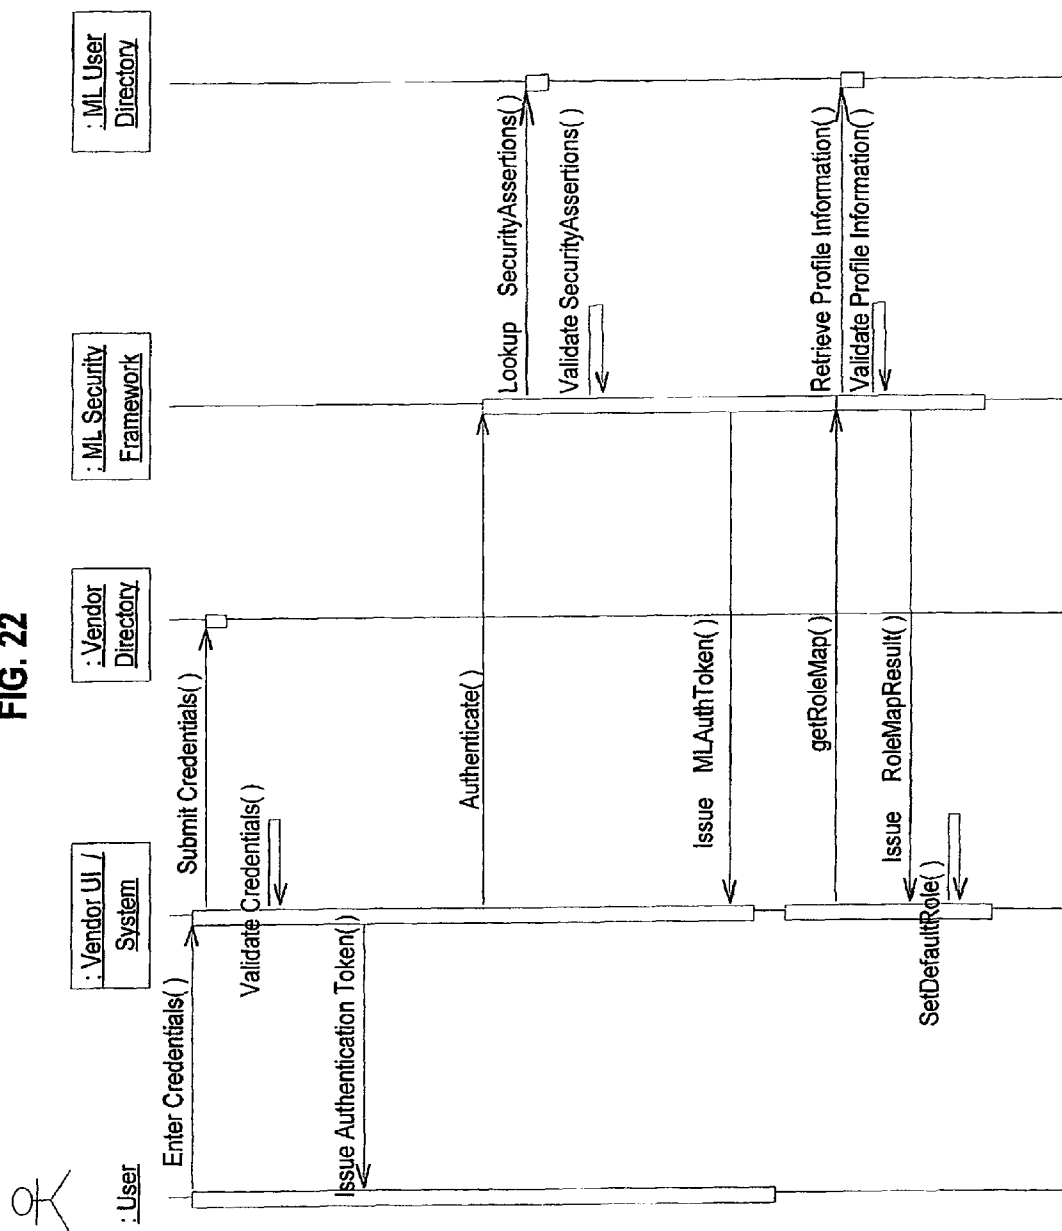 FIG. 22
: User
: Vendor UI /
System
: Vendor
Directory
: ML Security
Framework
: ML User
Directory
Enter Credentials( )
Submit Credentials( )
Validate Credentials( )
Issue Authentication Token( )
Authenticate( )
Lookup SecurityAssertions( )
Validate SecurityAssertions( )
Issue MLAuthToken( )
getRoleMap( )
Retrieve Profile Information( )
Validate Profile Information( )
Issue RoleMapResult( )
SetDefaultRole( )